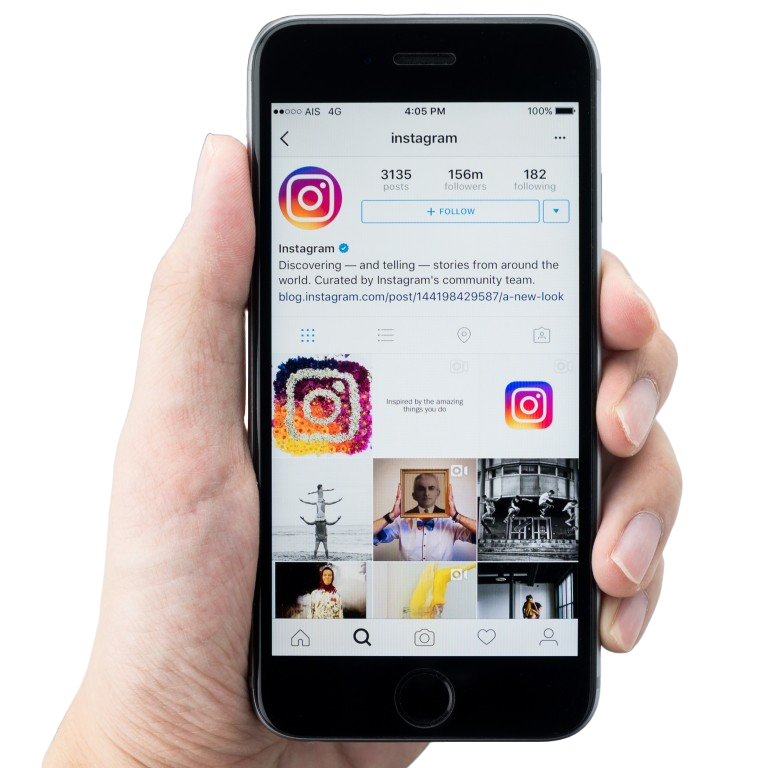 AIS 4G 4:05 PM 100%
instagram
3135 156m 182
posts followers following
+ FOLLOW
Instagram
Discovering — and telling — stories from around the
world. Curated by Instagram's community team.
blog.instagram.com/post/144198429587/a-new-look
Inspired by the amazing
things you do